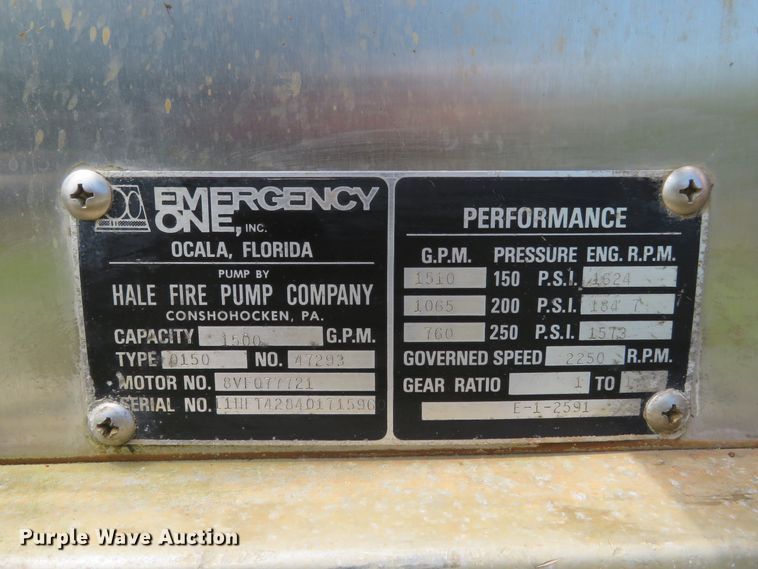 EMERGENCY
ONE, INC.
OCALA, FLORIDA
PUMP BY
HALE FIRE PUMP COMPANY
CONSHOHOCKEN, PA.
CAPACITY 1500 G.P.M.
TYPE Q150 NO. 47293
MOTOR NO. 8VF077721
SERIAL NO.
PERFORMANCE
G.P.M. PRESSURE ENG. R.P.M.
1510 150 P.S.I. 1624
1065 200 P.S.I. 184 7
760 250 P.S.I. 1573
GOVERNED SPEED 2250 R.P.M.
GEAR RATIO 1 TO
E-1-2591
Purple Wave Auction